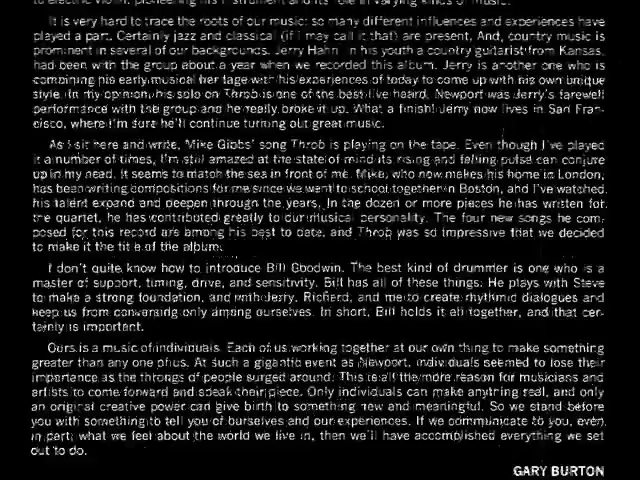 to electric violin, pioneering his instrument and its role in varying kinds of music.
It is very hard to trace the roots of our music: so many different influences and experiences have
played a part. Certainly jazz and classical (if I may call it that) are present. And, country music is
prominent in several of our backgrounds. Jerry Hahn in his youth a country guitarist from Kansas,
had been with the group about a year when we recorded this album. Jerry is another one who is
combining his early musical heritage with his experiences of today to come up with his own unique
style. (In my opinion, his solo on Throb is one of the best I've heard. Newport was Jerry's farewell
performance with the group and he really broke it up. What a finish! Jerry now lives in San Fran-
cisco, where I'm sure he'll continue turning out great music.
As I sit here and write, Mike Gibbs' song Throb is playing on the tape. Even though I've played
it a number of times, I'm still amazed at the state of mind its rising and falling pulse can conjure
up in my head. It seems to match the sea in front of me. Mike, who now makes his home in London,
has been writing compositions for me since we went to school together in Boston, and I've watched
his talent expand and deepen through the years. In the dozen or more pieces he has written for
the quartet, he has contributed greatly to our musical personality. The four new songs he com-
posed for this record are among his best to date, and Throb was so impressive that we decided
to make it the title of the album.
I don't quite know how to introduce Bill Goodwin. The best kind of drummer is one who is a
master of support, timing, drive, and sensitivity. Bill has all of these things. He plays with Steve
to make a strong foundation, and with Jerry, Richard, and me to create rhythmic dialogues and
keep us from conversing only among ourselves. In short, Bill holds it all together, and that cer-
tainly is important.
Ours is a music of individuals. Each of us working together at our own thing to make something
greater than any one of us. At such a gigantic event as Newport, individuals seemed to lose their
importance as the throngs of people surged around. This is all the more reason for musicians and
artists to come forward and speak their piece. Only individuals can make anything real, and only
an original creative power can give birth to something new and meaningful. So we stand before
you with something to tell you of ourselves and our experiences. If we communicate to you, even,
in part, what we feel about the world we live in, then we'll have accomplished everything we set
out to do.
GARY BURTON